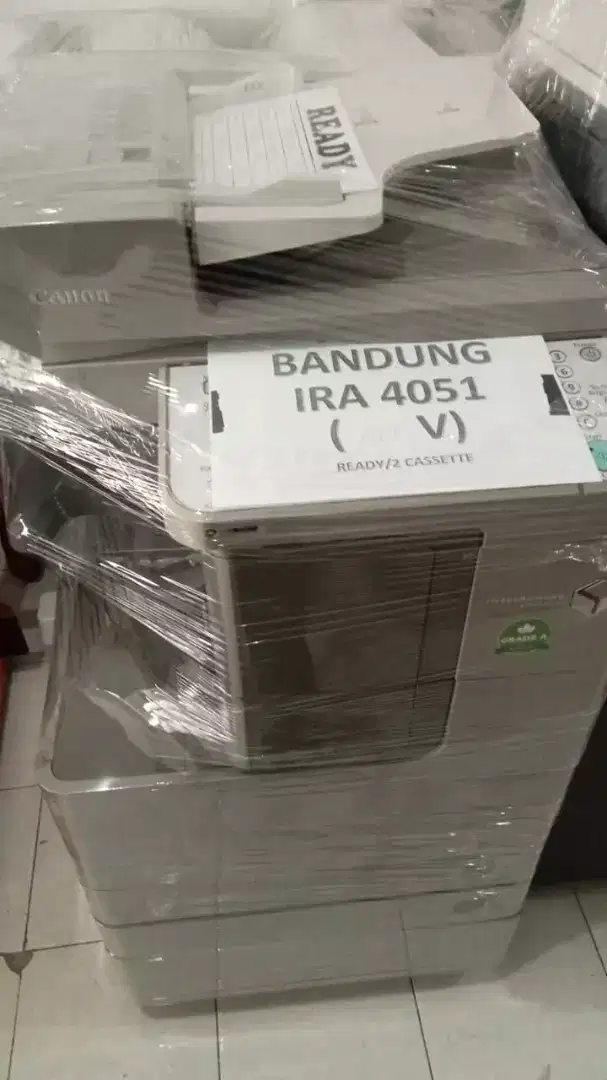 READY
Canon
BANDUNG
IRA 4051
( V)
READY/2 CASSETTE
GRADE A